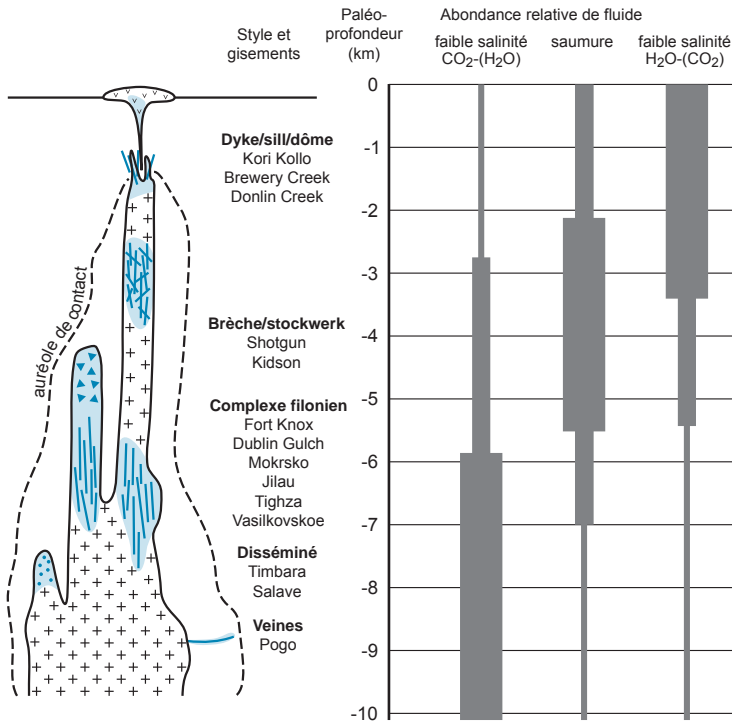 Style et
gisements
Paléo-
profondeur
(km)
Abondance relative de fluide
faible salinité
CO₂-(H₂O)
saumure
faible salinité
H₂O-(CO₂)
auréole de contact
v v v
v v v
Dyke/sill/dôme
Kori Kollo
Brewery Creek
Donlin Creek
Brèche/stockwerk
Shotgun
Kidson
Complexe filonien
Fort Knox
Dublin Gulch
Mokrsko
Jilau
Tighza
Vasilkovskoe
Disséminé
Timbara
Salave
Veines
Pogo
0
-1
-2
-3
-4
-5
-6
-7
-8
-9
-10